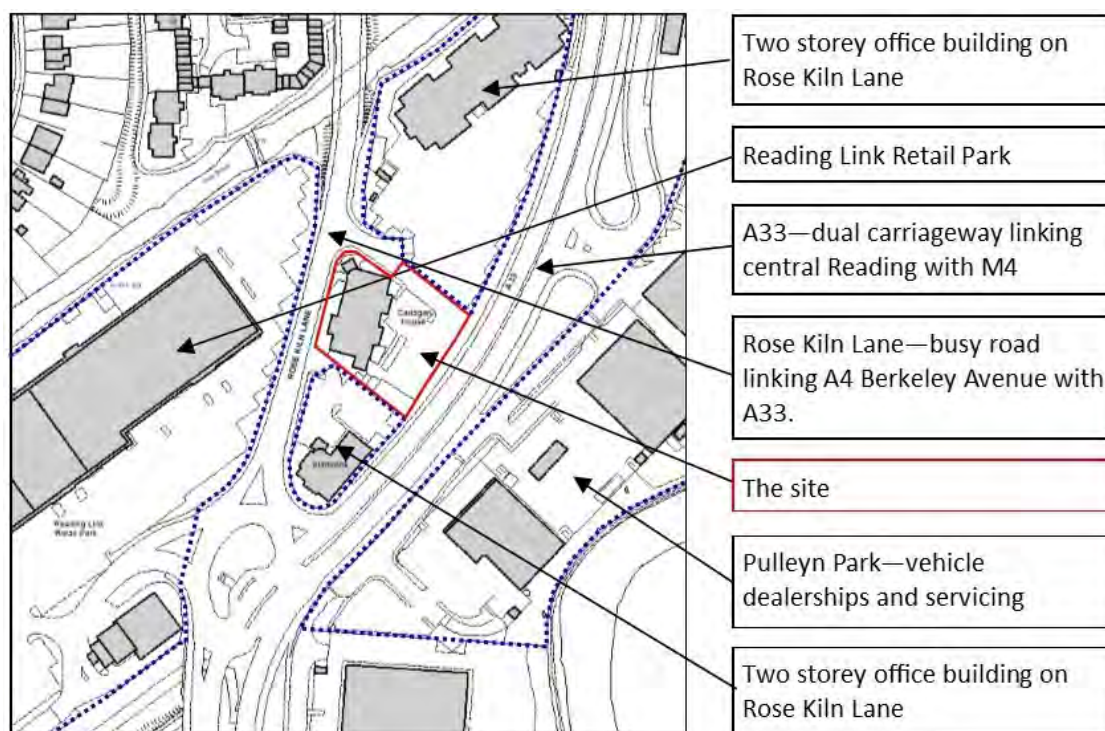 Two storey office building on
Rose Kiln Lane
Reading Link Retail Park
A33—dual carriageway linking
central Reading with M4
Rose Kiln Lane—busy road
linking A4 Berkeley Avenue with
A33.
The site
Pulleyn Park—vehicle
dealerships and servicing
Two storey office building on
Rose Kiln Lane
A33
ROSE KILN LANE
House
Reading Link
Retail Park